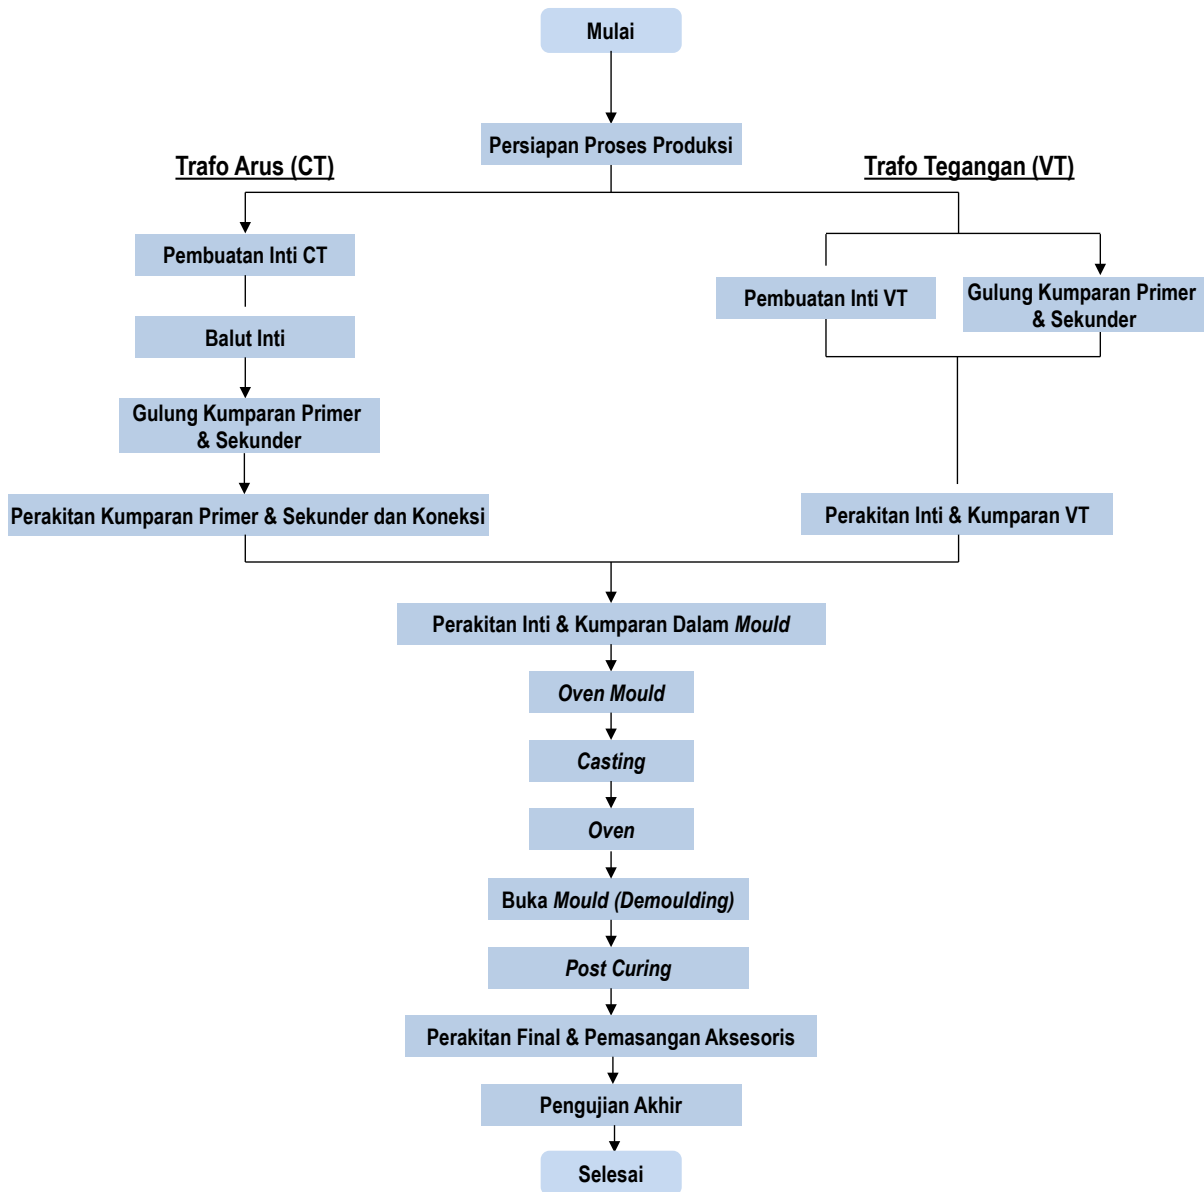 Mulai
Persiapan Proses Produksi
Trafo Arus (CT)
Trafo Tegangan (VT)
Pembuatan Inti CT
Balut Inti
Gulung Kumparan Primer
& Sekunder
Perakitan Kumparan Primer & Sekunder dan Koneksi
Pembuatan Inti VT
Gulung Kumparan Primer
& Sekunder
Perakitan Inti & Kumparan VT
Perakitan Inti & Kumparan Dalam Mould
Oven Mould
Casting
Oven
Buka Mould (Demoulding)
Post Curing
Perakitan Final & Pemasangan Aksesoris
Pengujian Akhir
Selesai